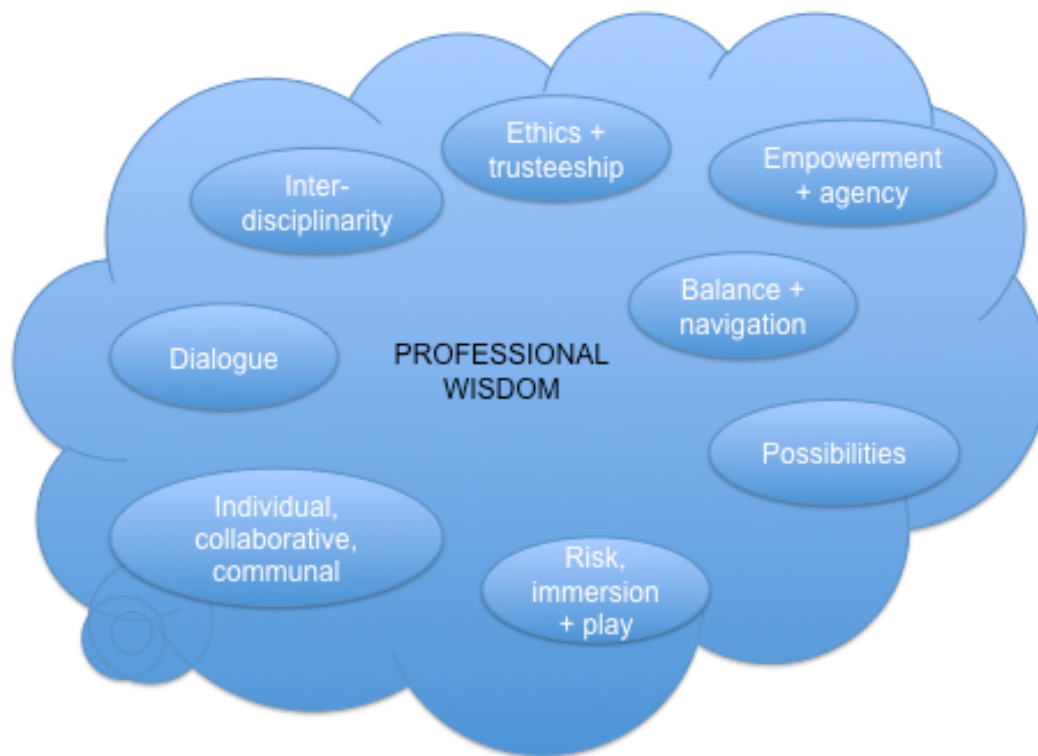 Ethics +
trusteeship
Empowerment
+ agency
Inter-
disciplinarity
Balance +
navigation
Dialogue
PROFESSIONAL
WISDOM
Possibilities
Individual,
collaborative,
communal
Risk,
immersion
+ play